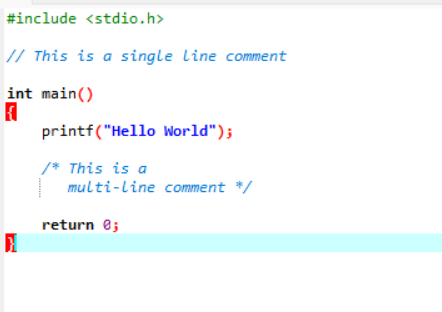 #include <stdio.h>
// This is a single line comment
int main()
{
printf("Hello World");
/* This is a
multi-line comment */
return 0;
}